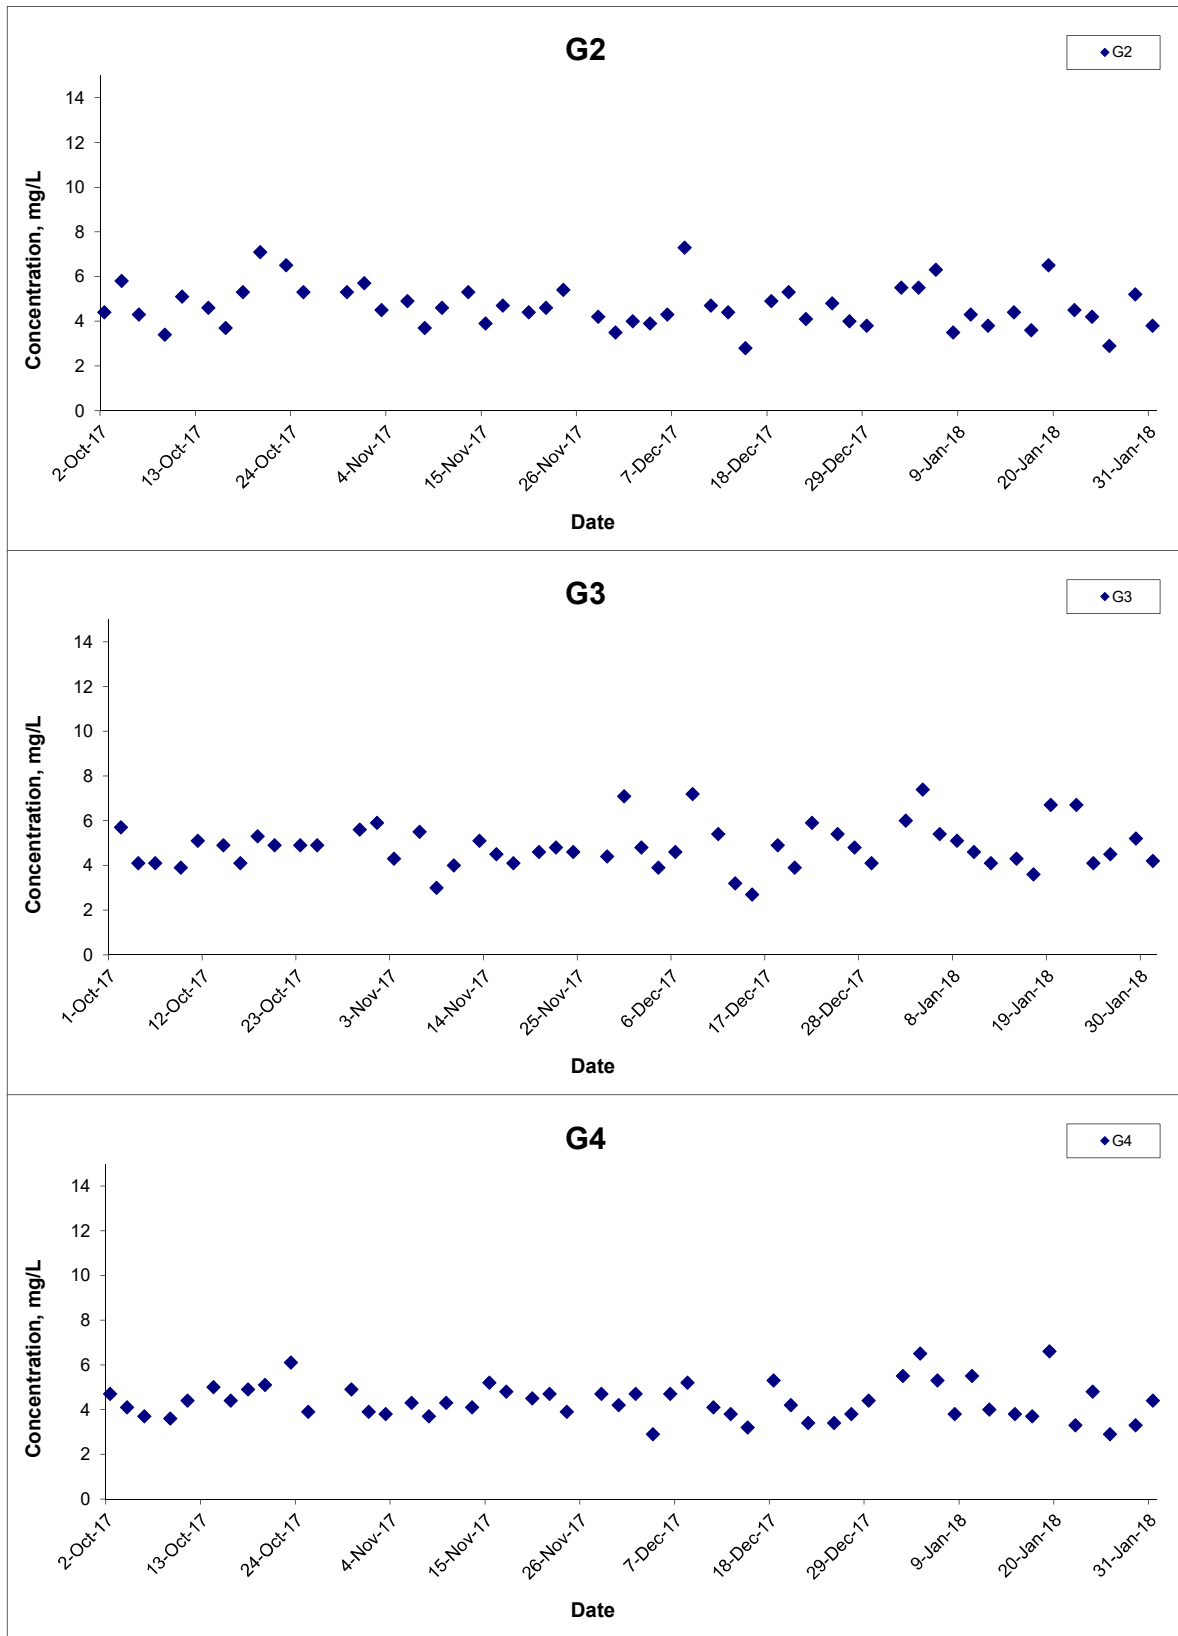 G2
G2
Concentration, mg/L
14
12
10
8
6
4
2
0
2-Oct-17
13-Oct-17
24-Oct-17
4-Nov-17
15-Nov-17
26-Nov-17
7-Dec-17
18-Dec-17
29-Dec-17
9-Jan-18
20-Jan-18
31-Jan-18
Date
G3
G3
Concentration, mg/L
14
12
10
8
6
4
2
0
1-Oct-17
12-Oct-17
23-Oct-17
3-Nov-17
14-Nov-17
25-Nov-17
6-Dec-17
17-Dec-17
28-Dec-17
8-Jan-18
19-Jan-18
30-Jan-18
Date
G4
G4
Concentration, mg/L
14
12
10
8
6
4
2
0
2-Oct-17
13-Oct-17
24-Oct-17
4-Nov-17
15-Nov-17
26-Nov-17
7-Dec-17
18-Dec-17
29-Dec-17
9-Jan-18
20-Jan-18
31-Jan-18
Date